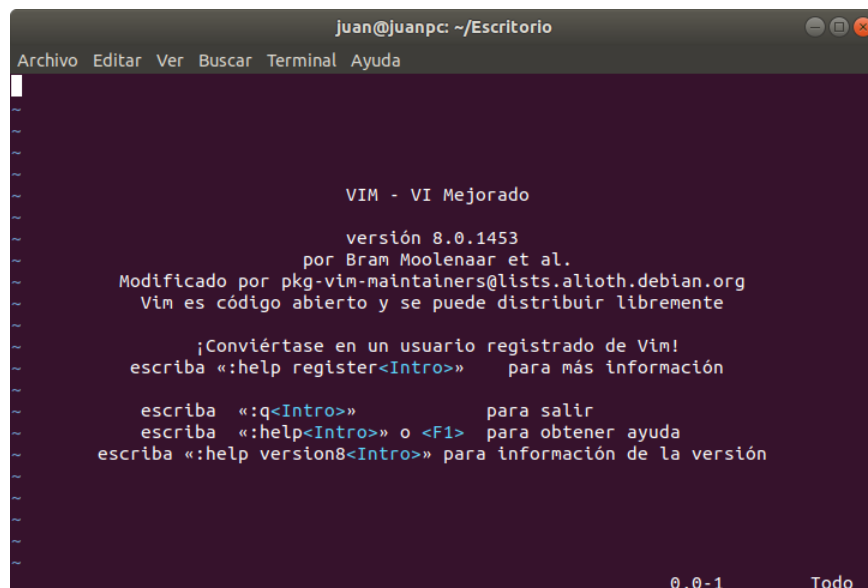 juan@juanpc: ~/Escritorio
Archivo Editar Ver Buscar Terminal Ayuda
~
~
~
~
~ VIM - VI Mejorado
~
~ versión 8.0.1453
~ por Bram Moolenaar et al.
~ Modificado por pkg-vim-maintainers@lists.alioth.debian.org
~ Vim es código abierto y se puede distribuir libremente
~
~ ¡Conviértase en un usuario registrado de Vim!
~ escriba «:help register<Intro>» para más información
~
~ escriba «:q<Intro>» para salir
~ escriba «:help<Intro>» o <F1> para obtener ayuda
~ escriba «:help version8<Intro>» para información de la versión
~
~
~
~
~
0,0-1 Todo